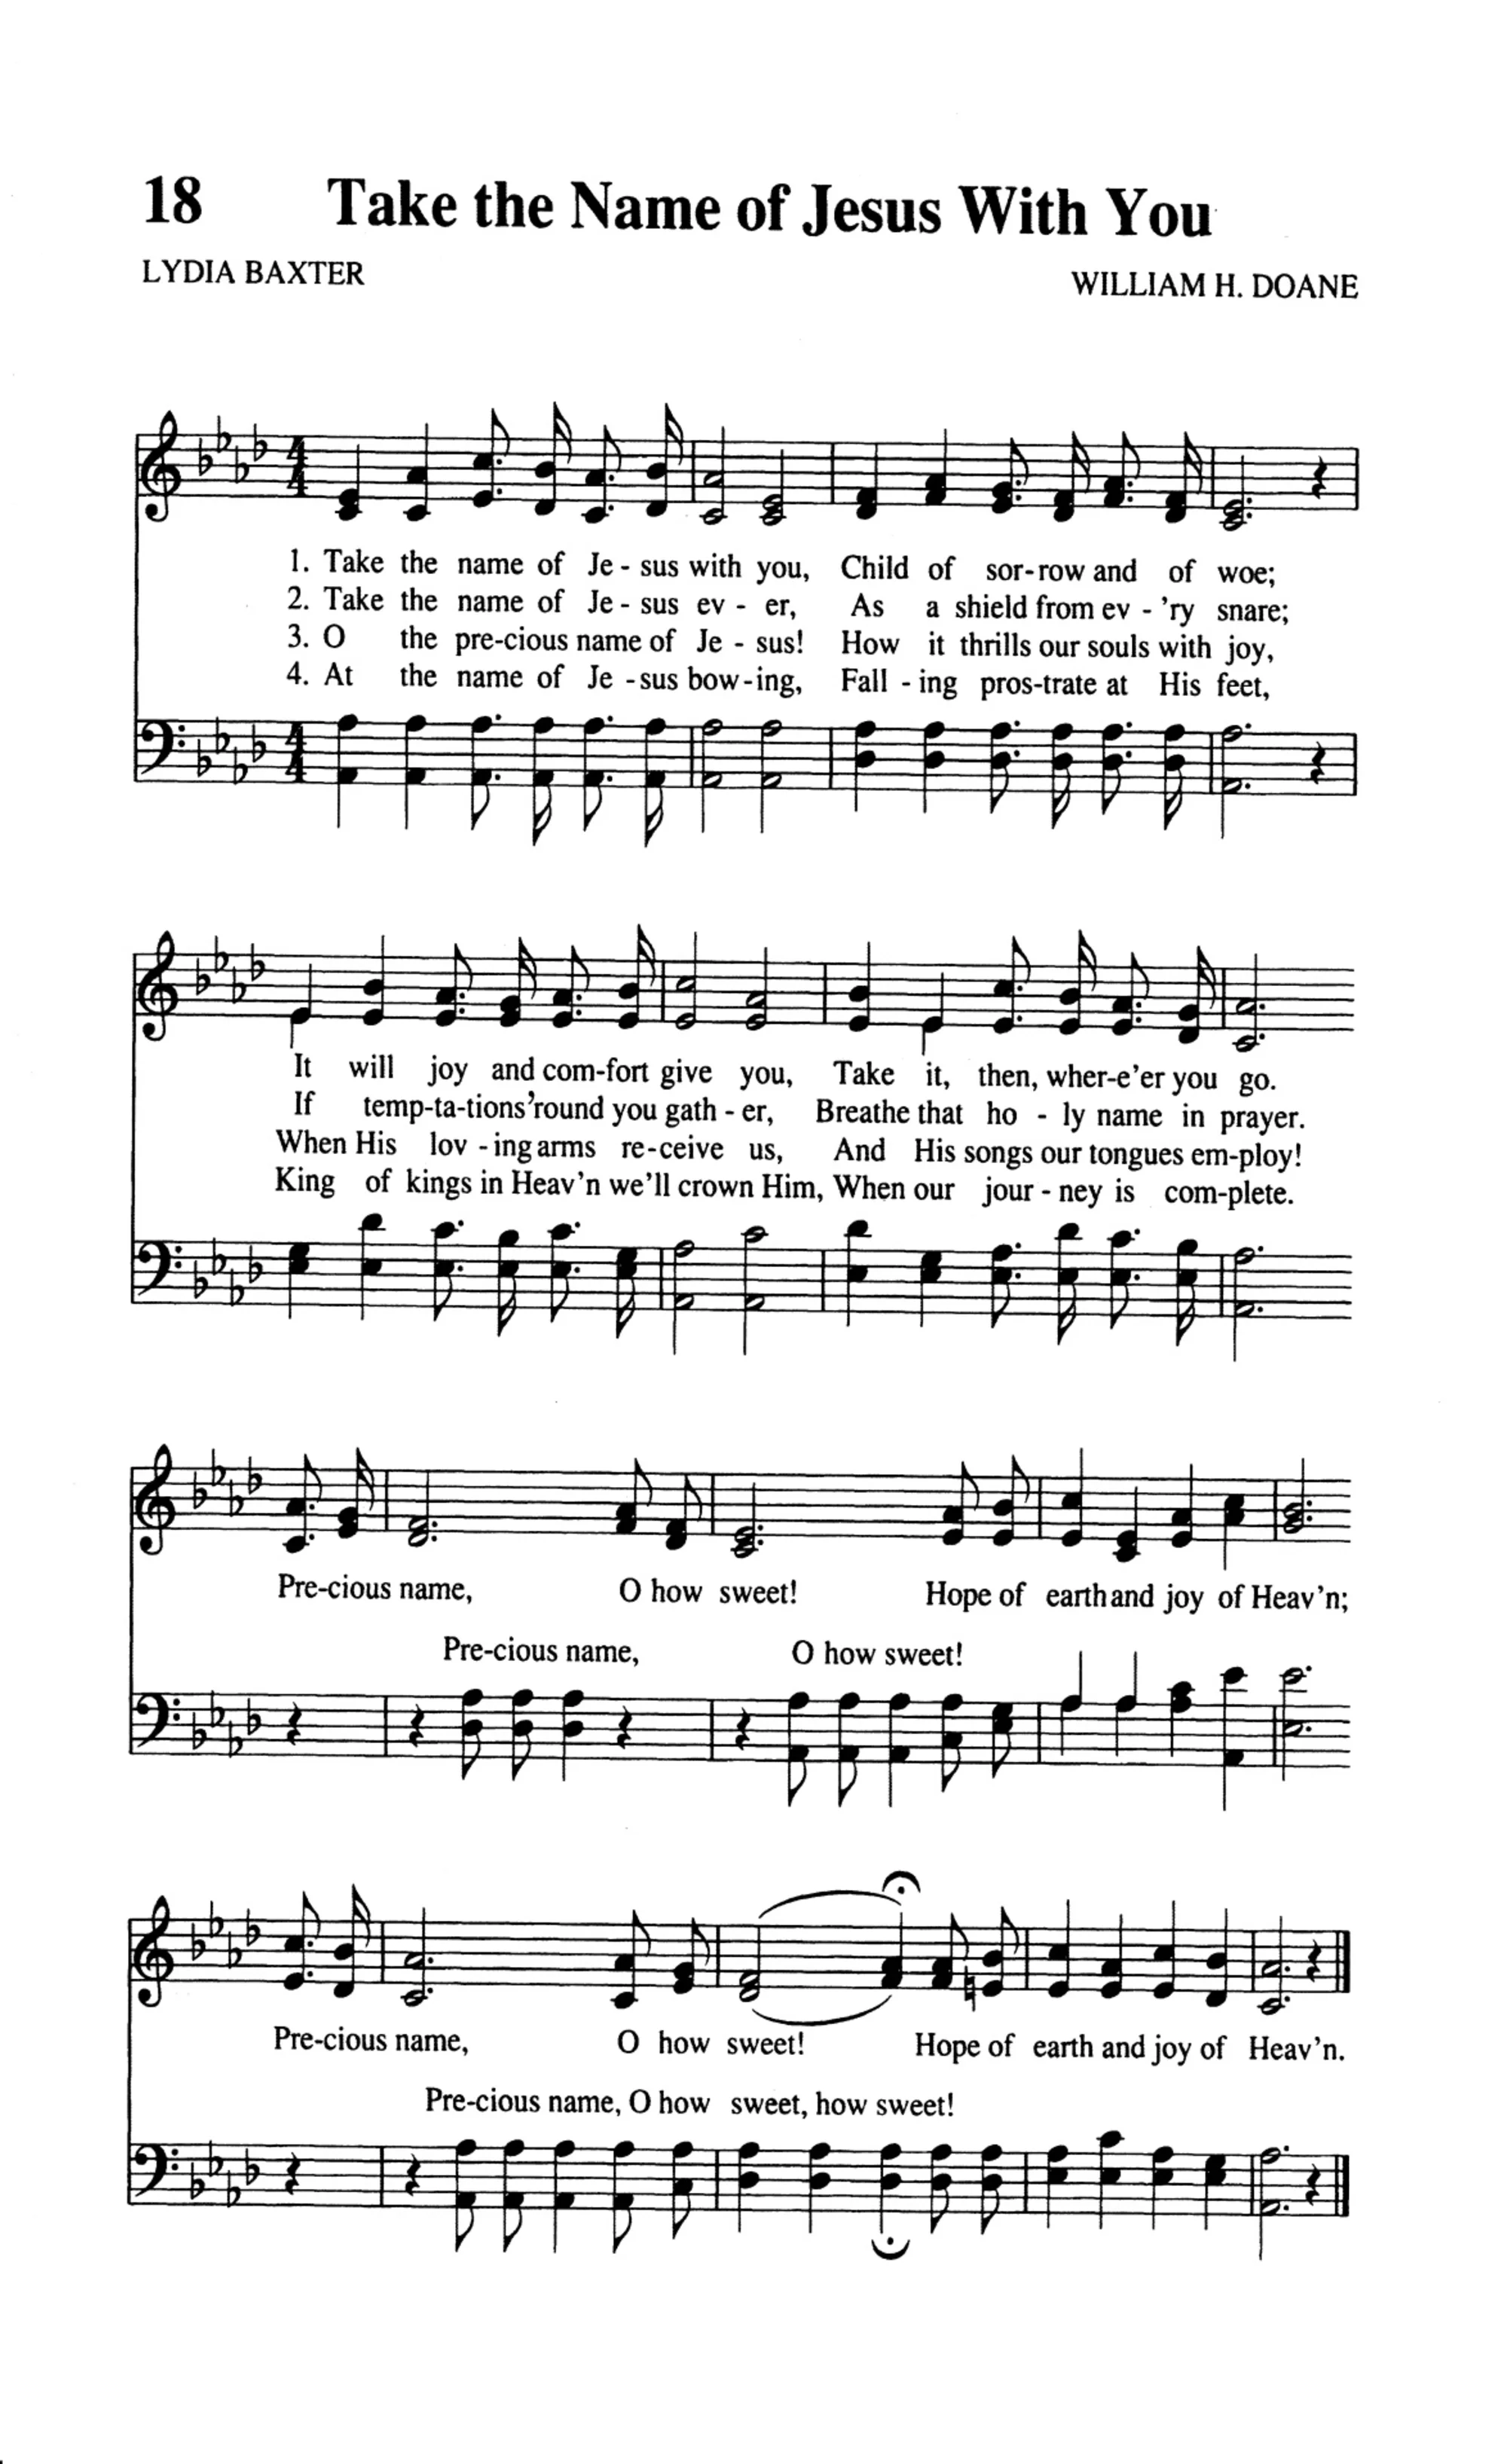 18 Take the Name of Jesus With You
LYDIA BAXTER WILLIAM H. DOANE
1. Take the name of Je - sus with you, Child of sor-row and of woe;
2. Take the name of Je - sus ev - er, As a shield from ev - 'ry snare;
3. O the pre-cious name of Je - sus! How it thrills our souls with joy,
4. At the name of Je - sus bow-ing, Fall - ing pros-trate at His feet,
It will joy and com-fort give you, Take it, then, wher-e'er you go.
If temp-ta-tions 'round you gath - er, Breathe that ho - ly name in prayer.
When His lov - ing arms re-ceive us, And His songs our tongues em-ploy!
King of kings in Heav'n we'll crown Him, When our jour - ney is com-plete.
Pre-cious name, O how sweet! Hope of earth and joy of Heav'n;
Pre-cious name, O how sweet!
Pre-cious name, O how sweet! Hope of earth and joy of Heav'n.
Pre-cious name, O how sweet, how sweet!